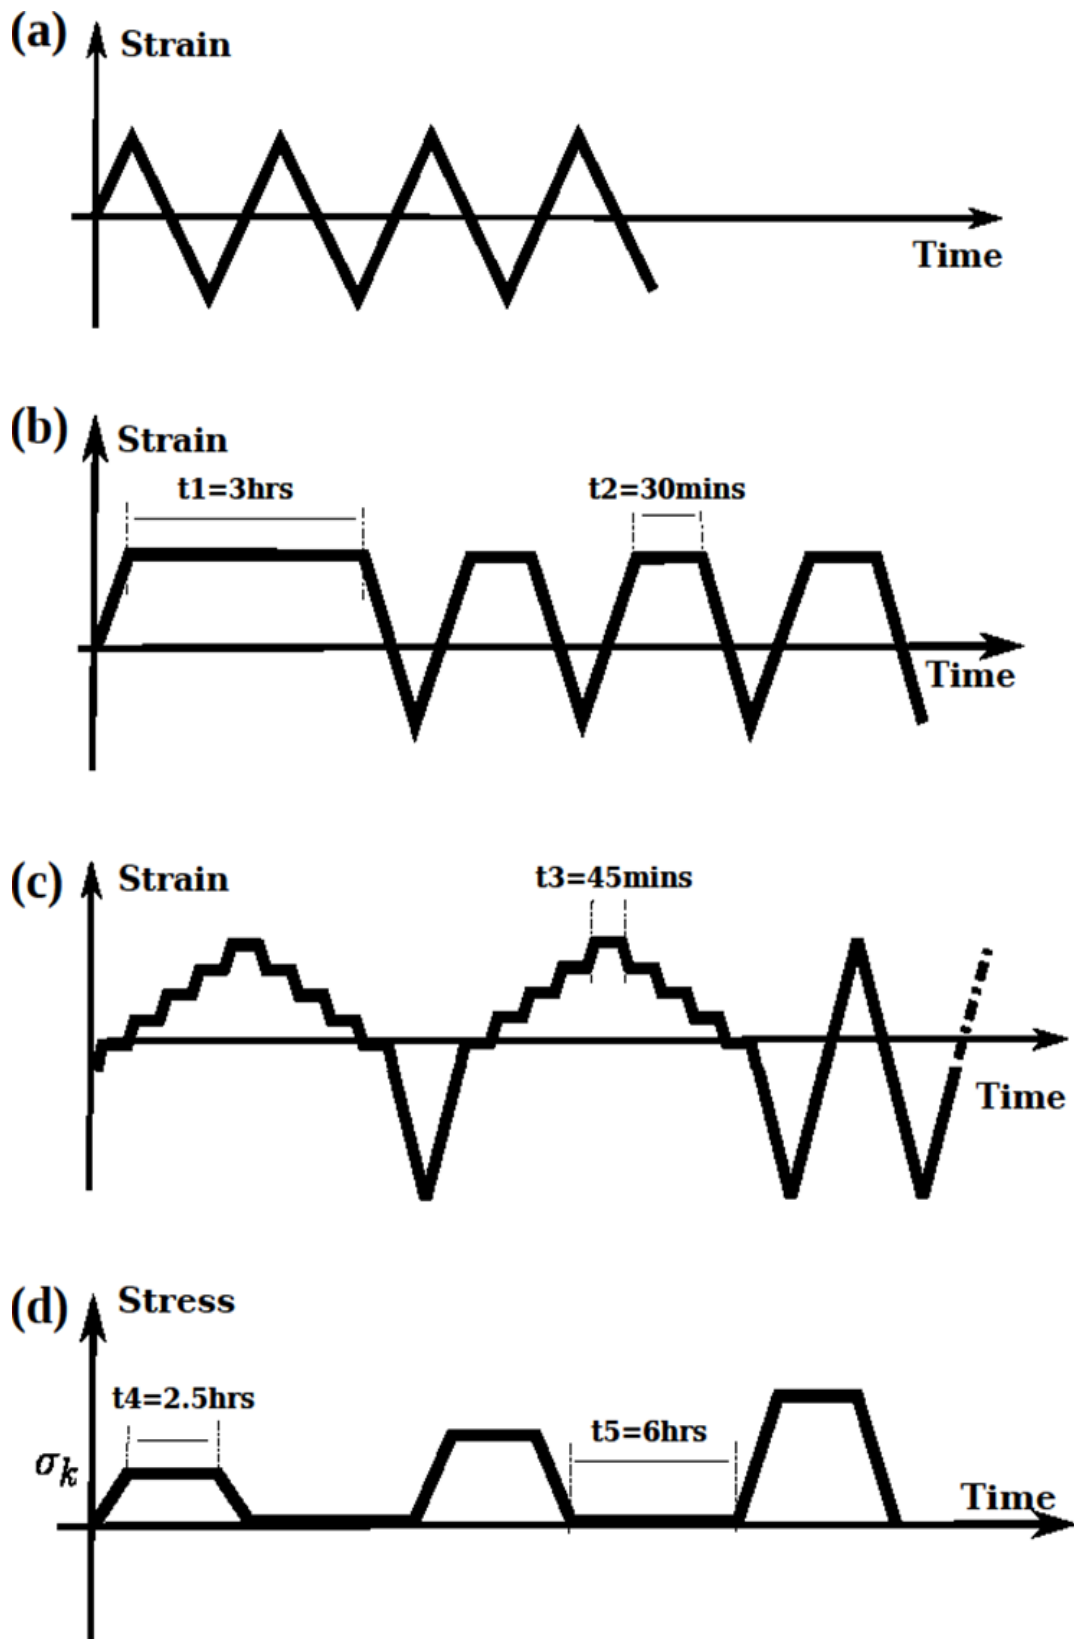 (a)
Strain
Time
(b)
Strain
t1=3hrs
t2=30mins
Time
(c)
Strain
t3=45mins
Time
(d)
Stress
t4=2.5hrs
t5=6hrs
σk
Time